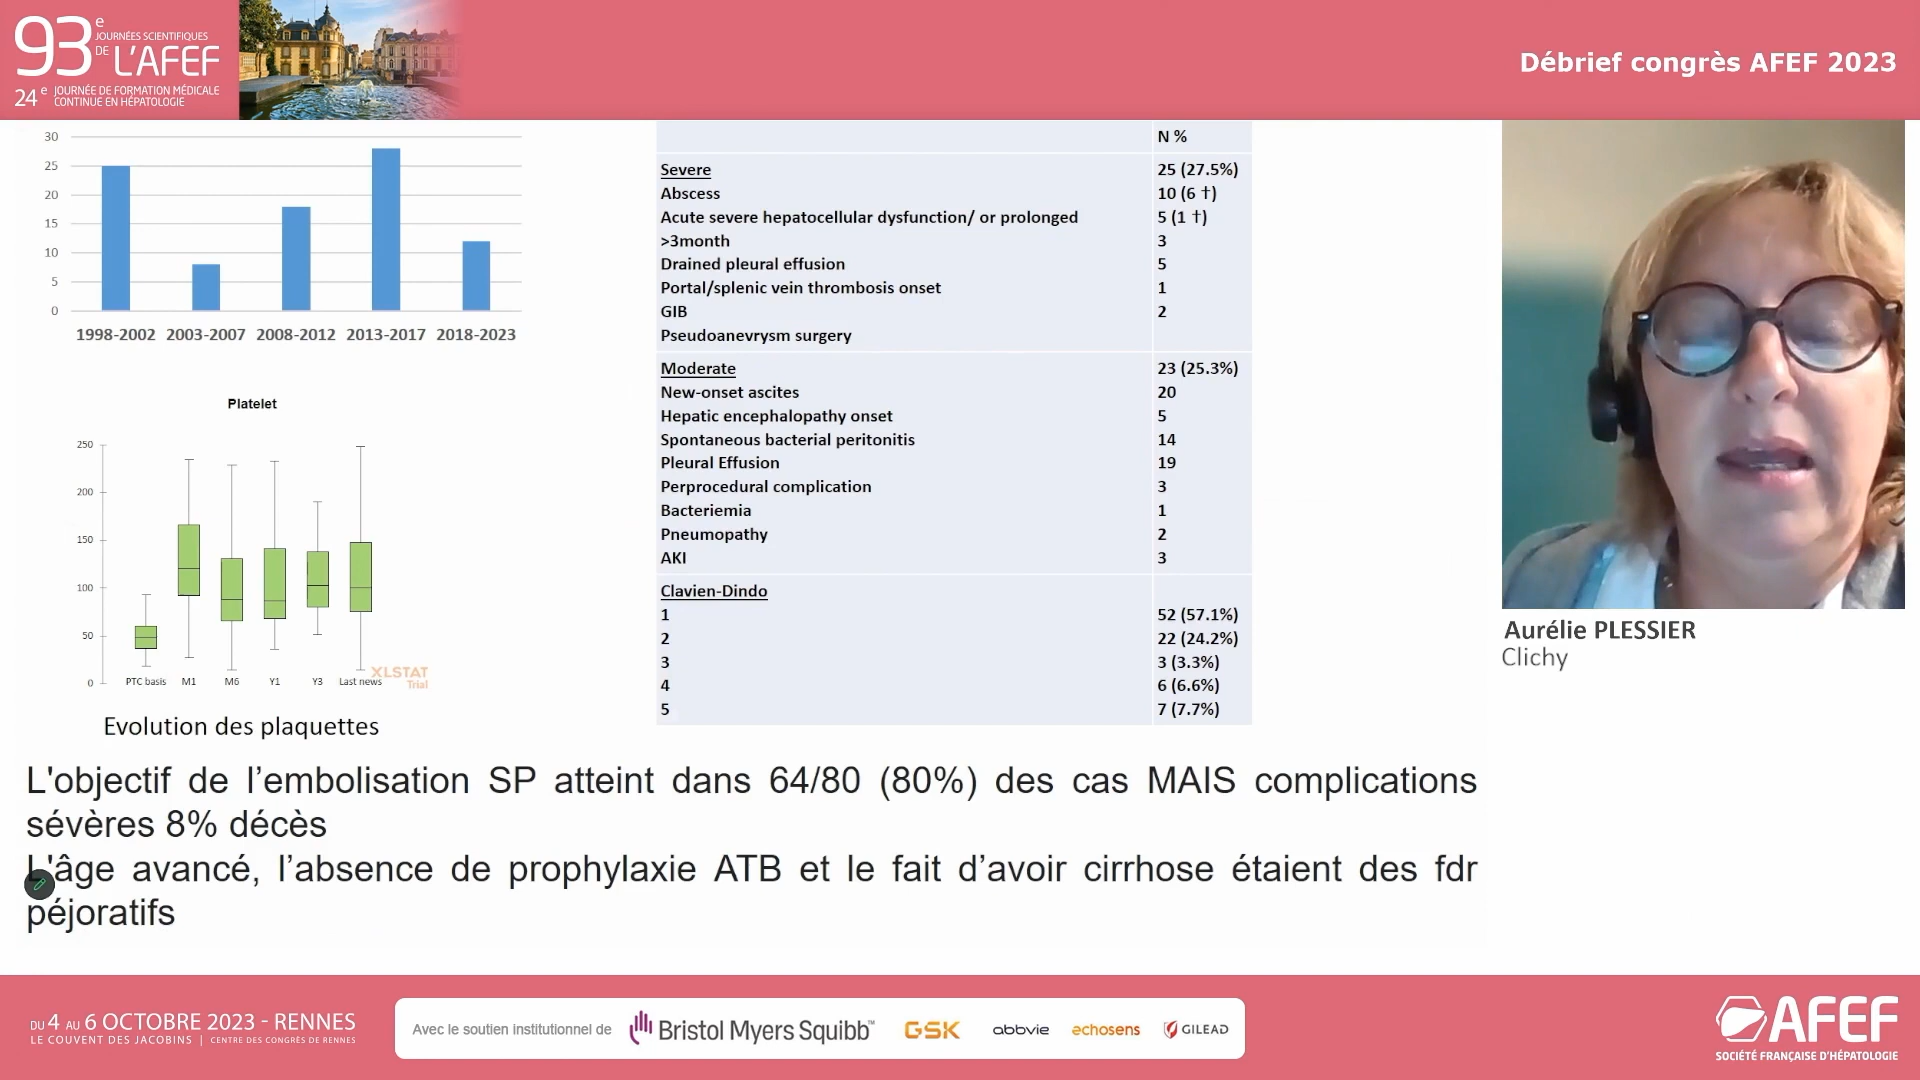 93e JOURNÉES SCIENTIFIQUES
DE L'AFEF
24e JOURNÉE DE FORMATION MÉDICALE
CONTINUE EN HÉPATOLOGIE
Débrief congrès AFEF 2023
30
25
20
15
10
5
0
1998-2002 2003-2007 2008-2012 2013-2017 2018-2023
Platelet
250
200
150
100
50
0
PTC basis M1 M6 Y1 Y3 Last news
XLSTAT
Trial
Evolution des plaquettes
N %
Severe 25 (27.5%)
Abscess 10 (6 †)
Acute severe hepatocellular dysfunction/ or prolonged 5 (1 †)
>3month 3
Drained pleural effusion 5
Portal/splenic vein thrombosis onset 1
GIB 2
Pseudoanevrysm surgery
Moderate 23 (25.3%)
New-onset ascites 20
Hepatic encephalopathy onset 5
Spontaneous bacterial peritonitis 14
Pleural Effusion 19
Perprocedural complication 3
Bacteriemia 1
Pneumopathy 2
AKI 3
Clavien-Dindo
1 52 (57.1%)
2 22 (24.2%)
3 3 (3.3%)
4 6 (6.6%)
5 7 (7.7%)
Aurélie PLESSIER
Clichy
L'objectif de l'embolisation SP atteint dans 64/80 (80%) des cas MAIS complications
sévères 8% décès
L'âge avancé, l'absence de prophylaxie ATB et le fait d'avoir cirrhose étaient des fdr
péjoratifs
DU 4 AU 6 OCTOBRE 2023 - RENNES
LE COUVENT DES JACOBINS | CENTRE DES CONGRÈS DE RENNES
Avec le soutien institutionnel de Bristol Myers Squibb™ GSK abbvie echosens GILEAD
AFEF
SOCIÉTÉ FRANÇAISE D'HÉPATOLOGIE